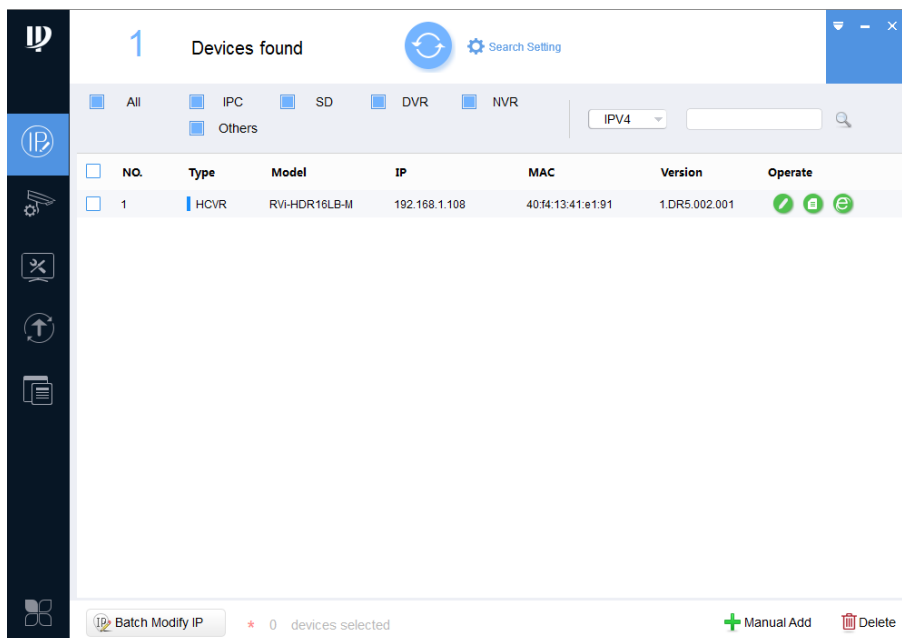 1 Devices found Search Setting
All IPC SD DVR NVR
Others
IPV4
NO. Type Model IP MAC Version Operate
1 HCVR RVi-HDR16LB-M 192.168.1.108 40:f4:13:41:e1:91 1.DR5.002.001
Batch Modify IP * 0 devices selected Manual Add Delete